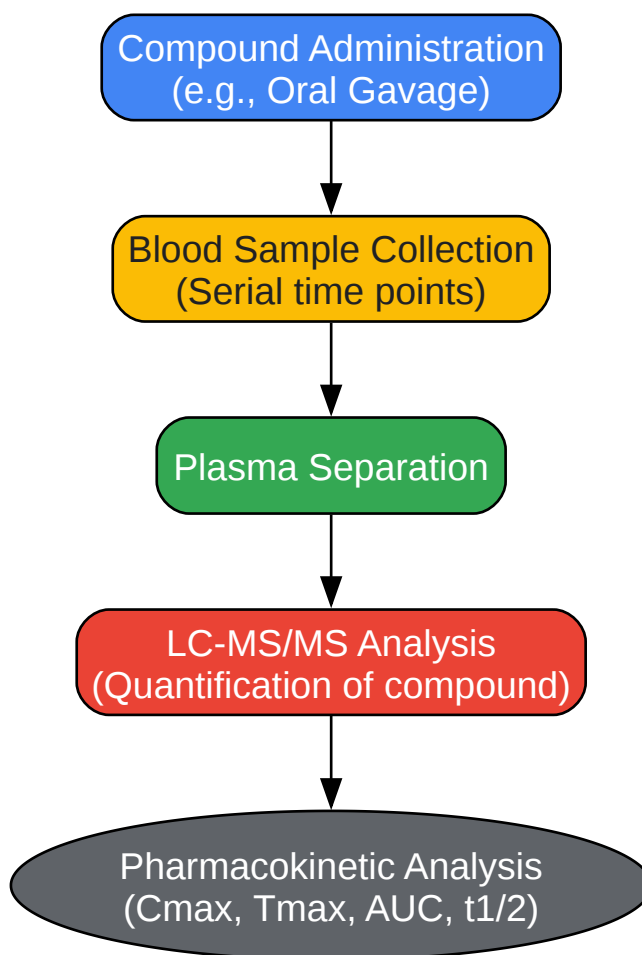 Compound Administration
(e.g., Oral Gavage)
Blood Sample Collection
(Serial time points)
Plasma Separation
LC-MS/MS Analysis
(Quantification of compound)
Pharmacokinetic Analysis
(Cmax, Tmax, AUC, t1/2)